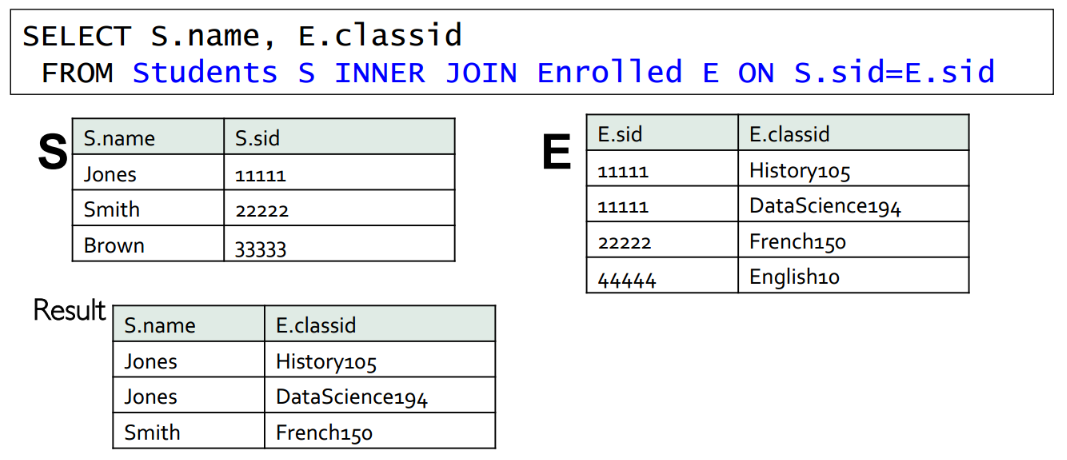 SELECT S.name, E.classid
FROM Students S INNER JOIN Enrolled E ON S.sid=E.sid
S
S.name S.sid
Jones 11111
Smith 22222
Brown 33333
E
E.sid E.classid
11111 History105
11111 DataScience194
22222 French150
44444 English10
Result
S.name E.classid
Jones History105
Jones DataScience194
Smith French150